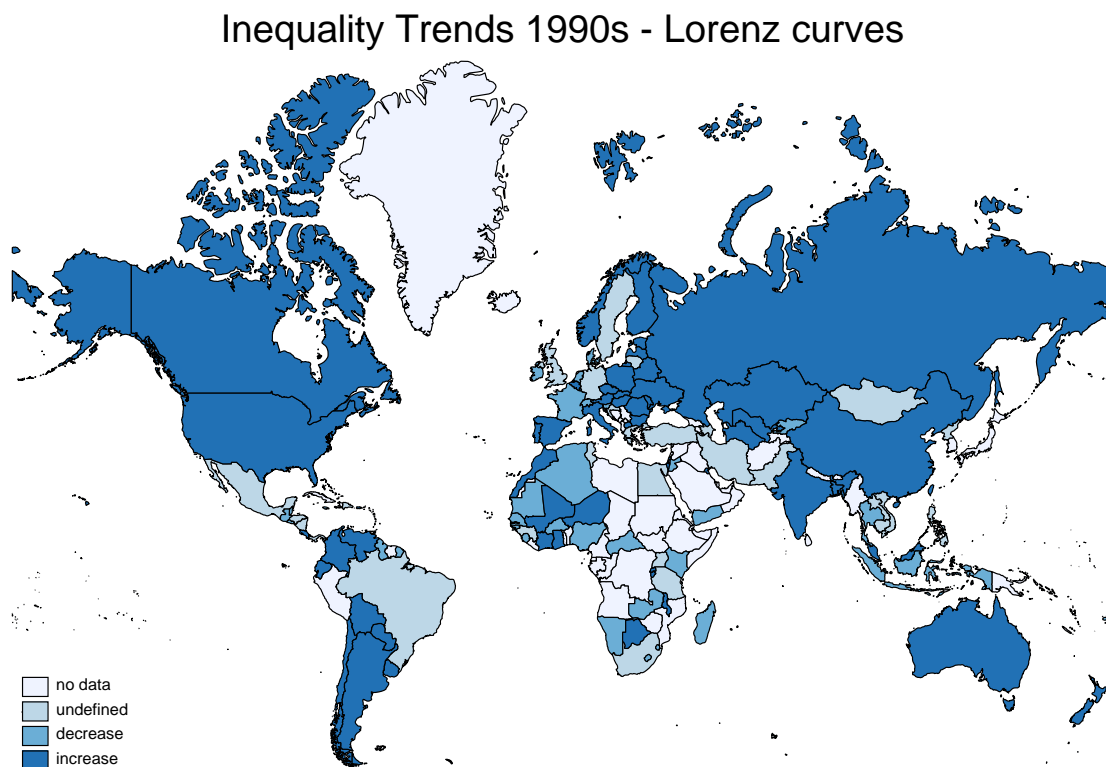 Inequality Trends 1990s - Lorenz curves
no data
undefined
decrease
increase